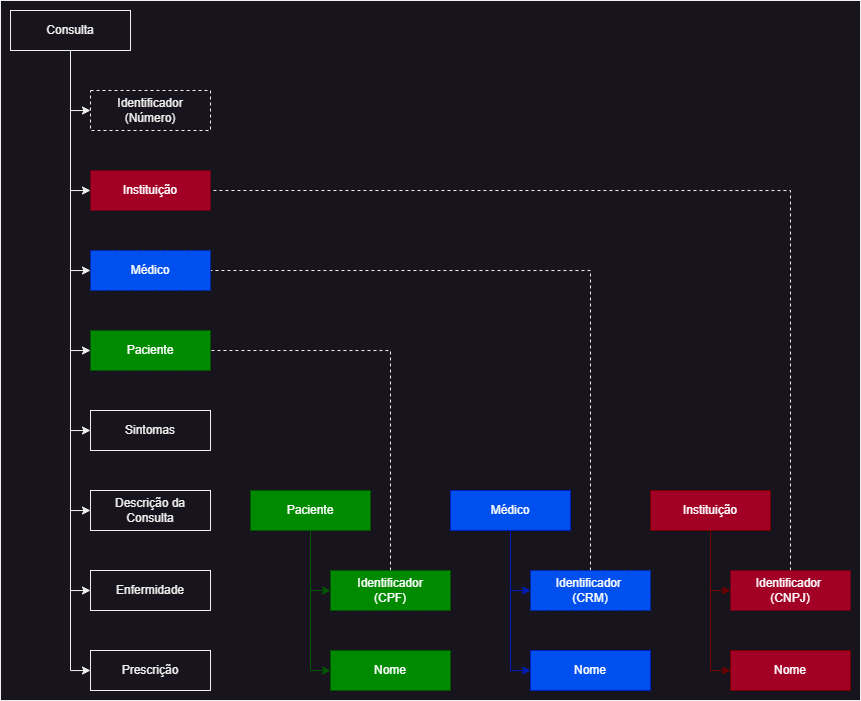 Consulta
Identificador
(Número)
Instituição
Médico
Paciente
Sintomas
Descrição da
Consulta
Enfermidade
Prescrição
Paciente
Identificador
(CPF)
Nome
Médico
Identificador
(CRM)
Nome
Instituição
Identificador
(CNPJ)
Nome